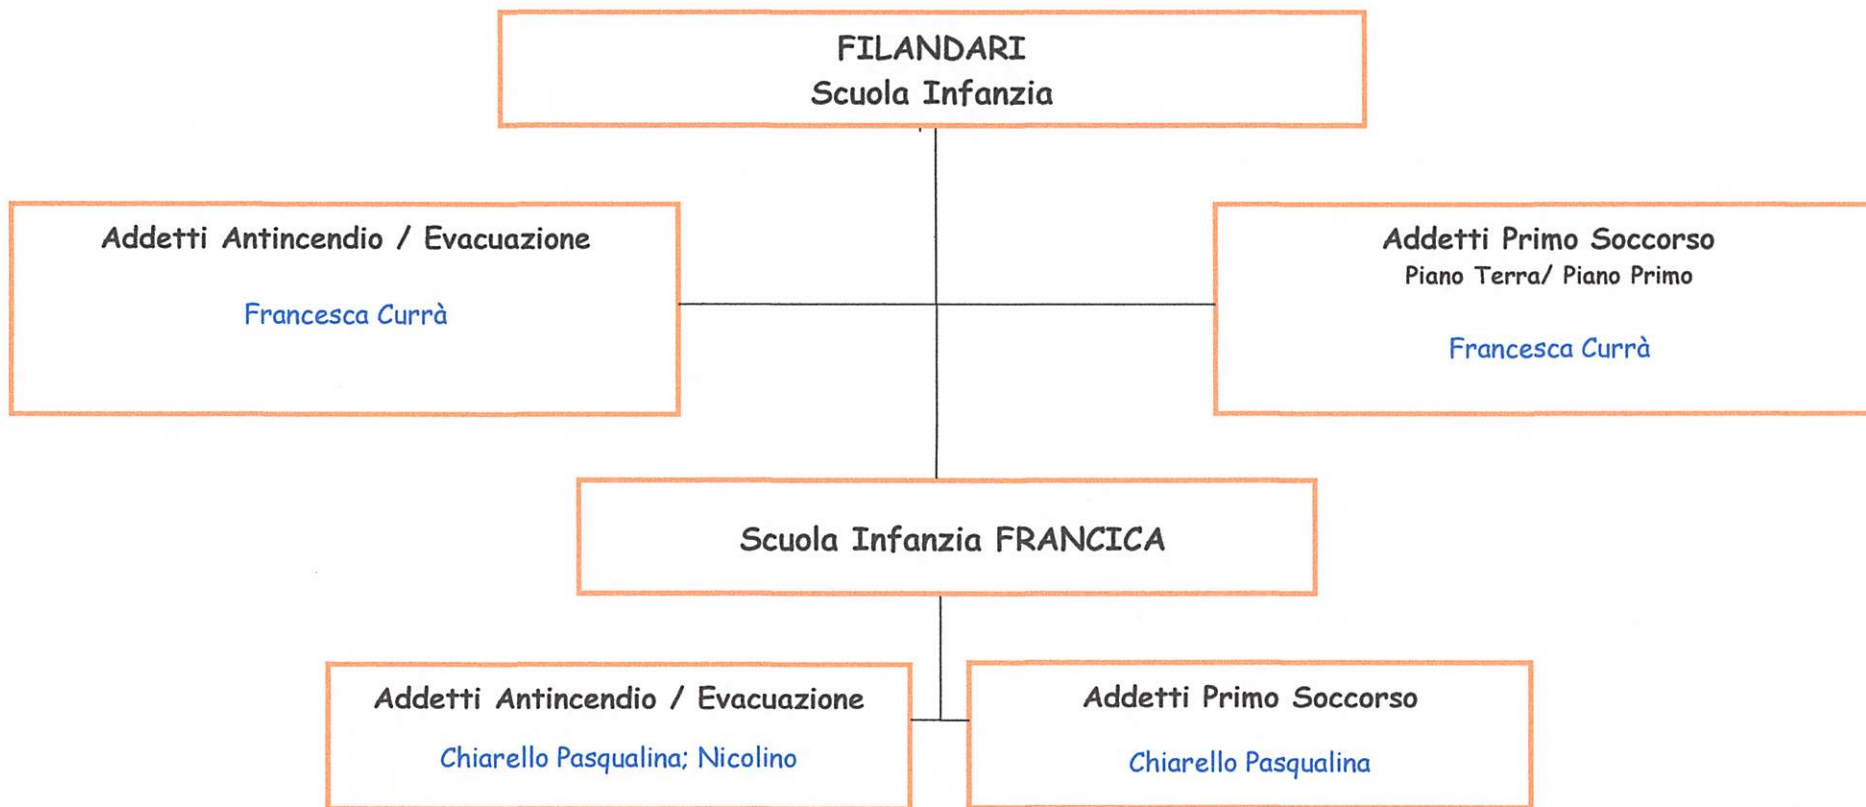 FILANDARI
Scuola Infanzia
Addetti Antincendio / Evacuazione
Francesca Currà
Addetti Primo Soccorso
Piano Terra/ Piano Primo
Francesca Currà
Scuola Infanzia FRANCICA
Addetti Antincendio / Evacuazione
Chiarello Pasqualina; Nicolino
Addetti Primo Soccorso
Chiarello Pasqualina